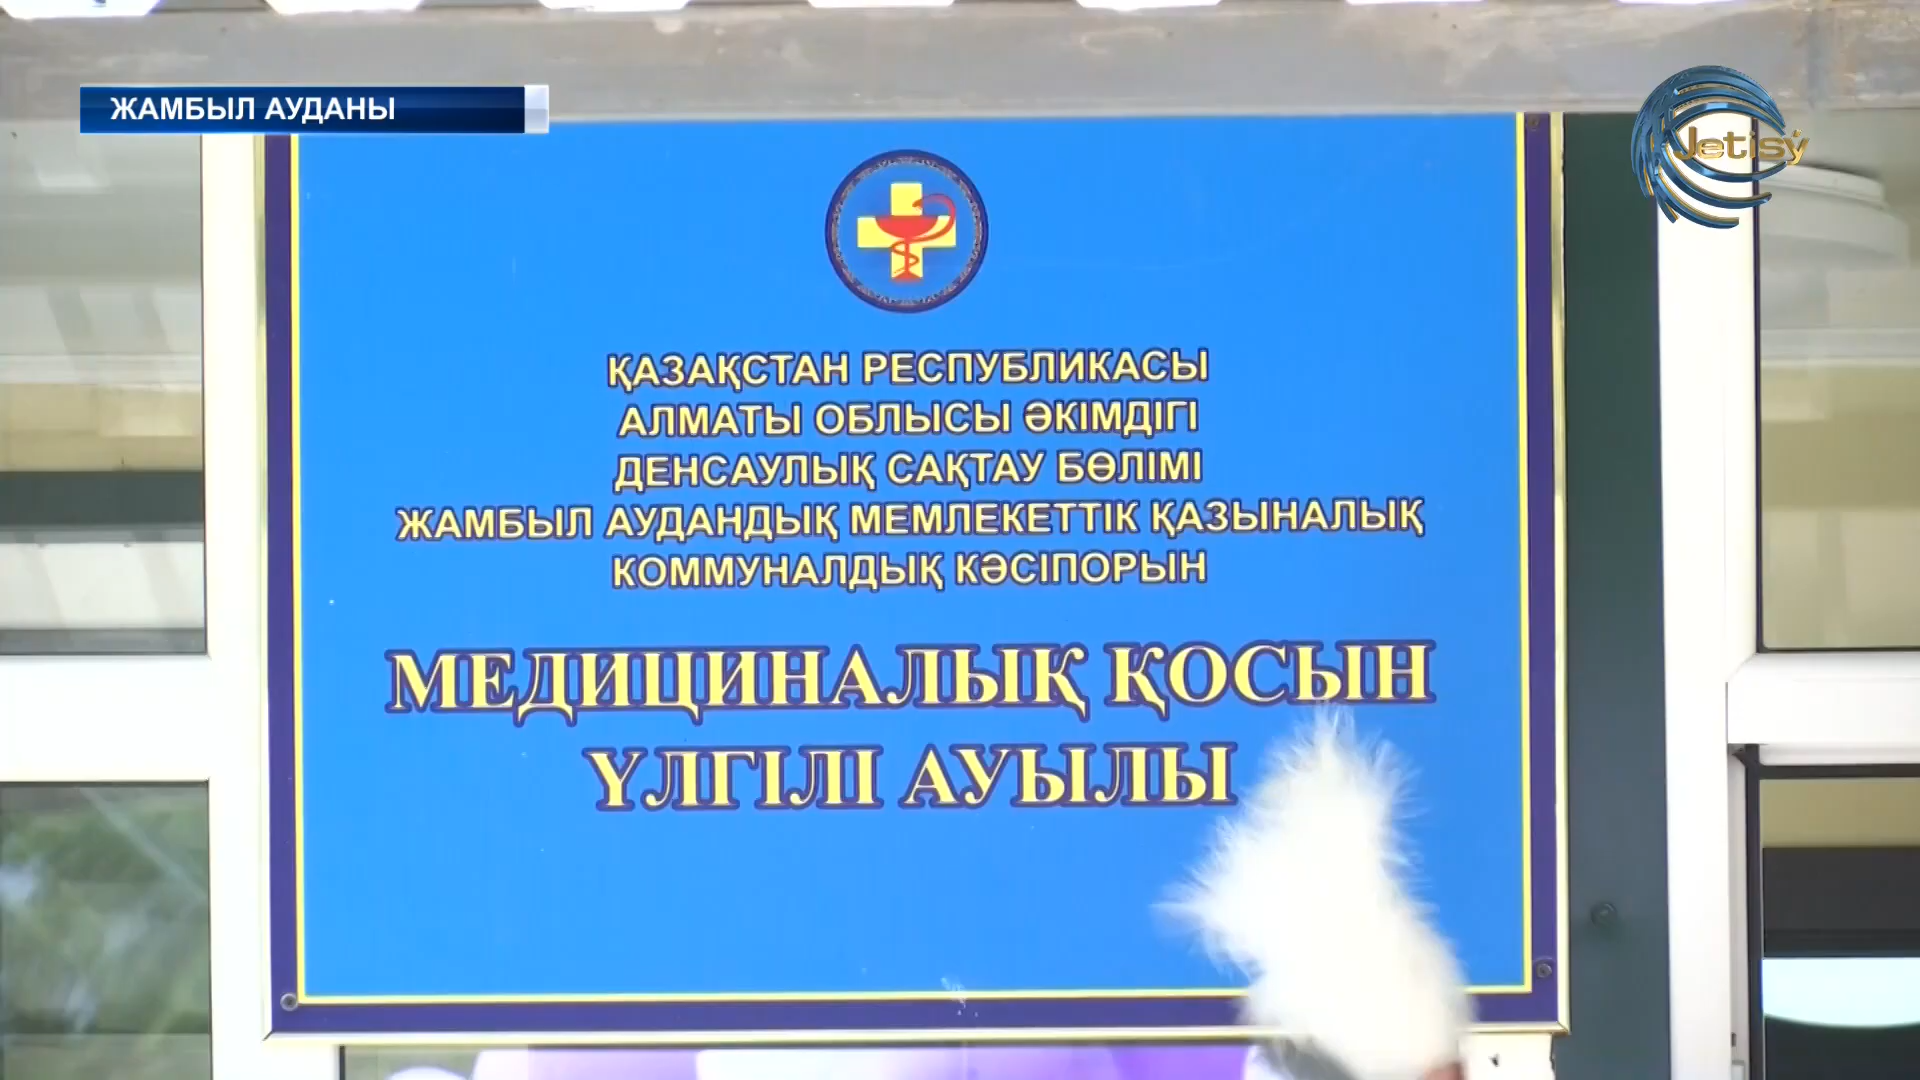 ЖАМБЫЛ АУДАНЫ
Jetisý
ҚАЗАҚСТАН РЕСПУБЛИКАСЫ
АЛМАТЫ ОБЛЫСЫ ӘКІМДІГІ
ДЕНСАУЛЫҚ САҚТАУ БӨЛІМІ
ЖАМБЫЛ АУДАНДЫҚ МЕМЛЕКЕТТІК ҚАЗЫНАЛЫҚ
КОММУНАЛДЫҚ КӘСІПОРЫН
МЕДИЦИНАЛЫҚ ҚОСЫН
ҮЛГІЛІ АУЫЛЫ